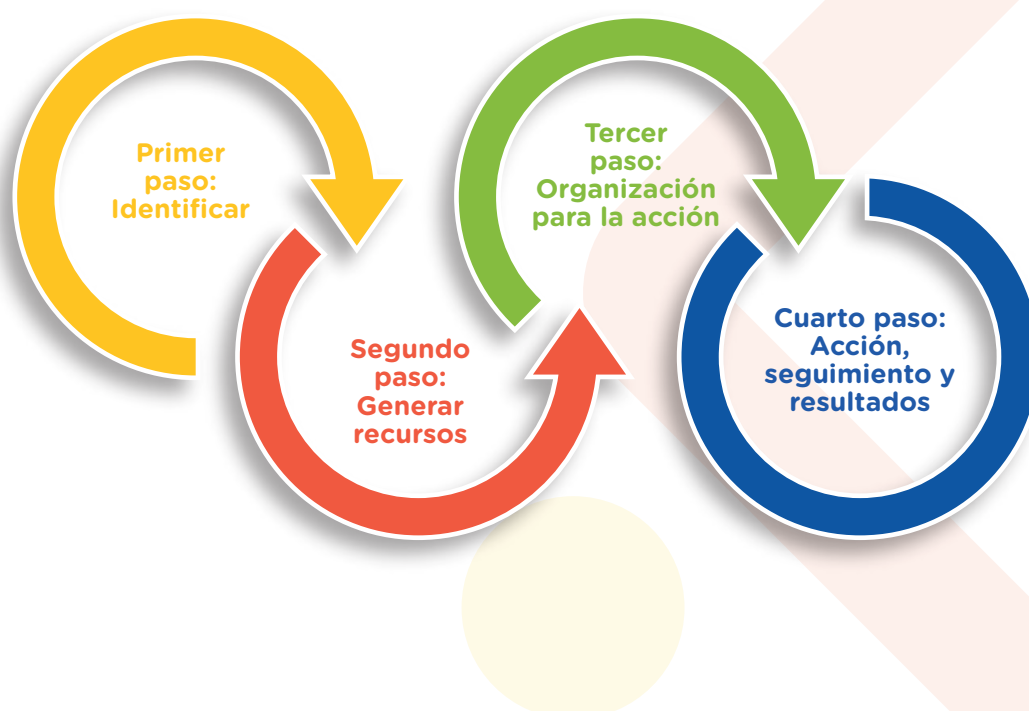 Primer
paso:
Identificar
Segundo
paso:
Generar
recursos
Tercer
paso:
Organización
para la acción
Cuarto paso:
Acción,
seguimiento y
resultados